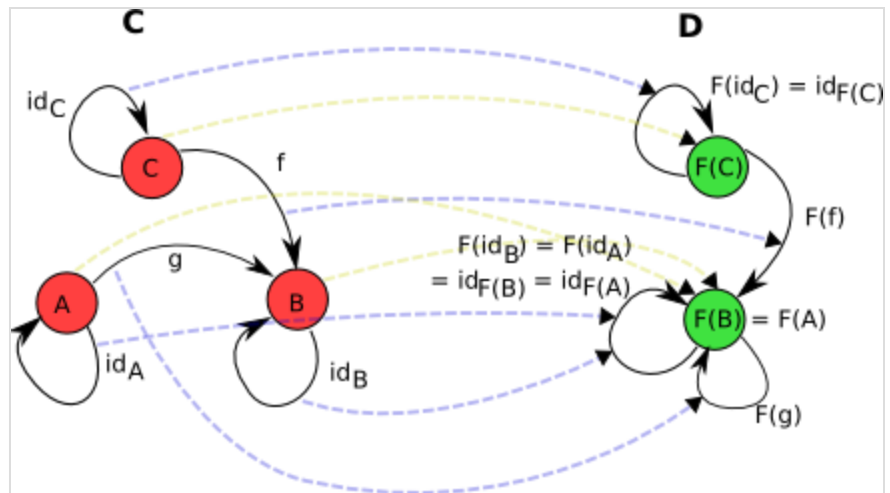 C
D
id_C
F(id_C) = id_F(C)
C
F(C)
f
F(f)
g
F(id_B) = F(id_A)
= id_F(B) = id_F(A)
A
B
F(B) = F(A)
id_A
id_B
F(g)